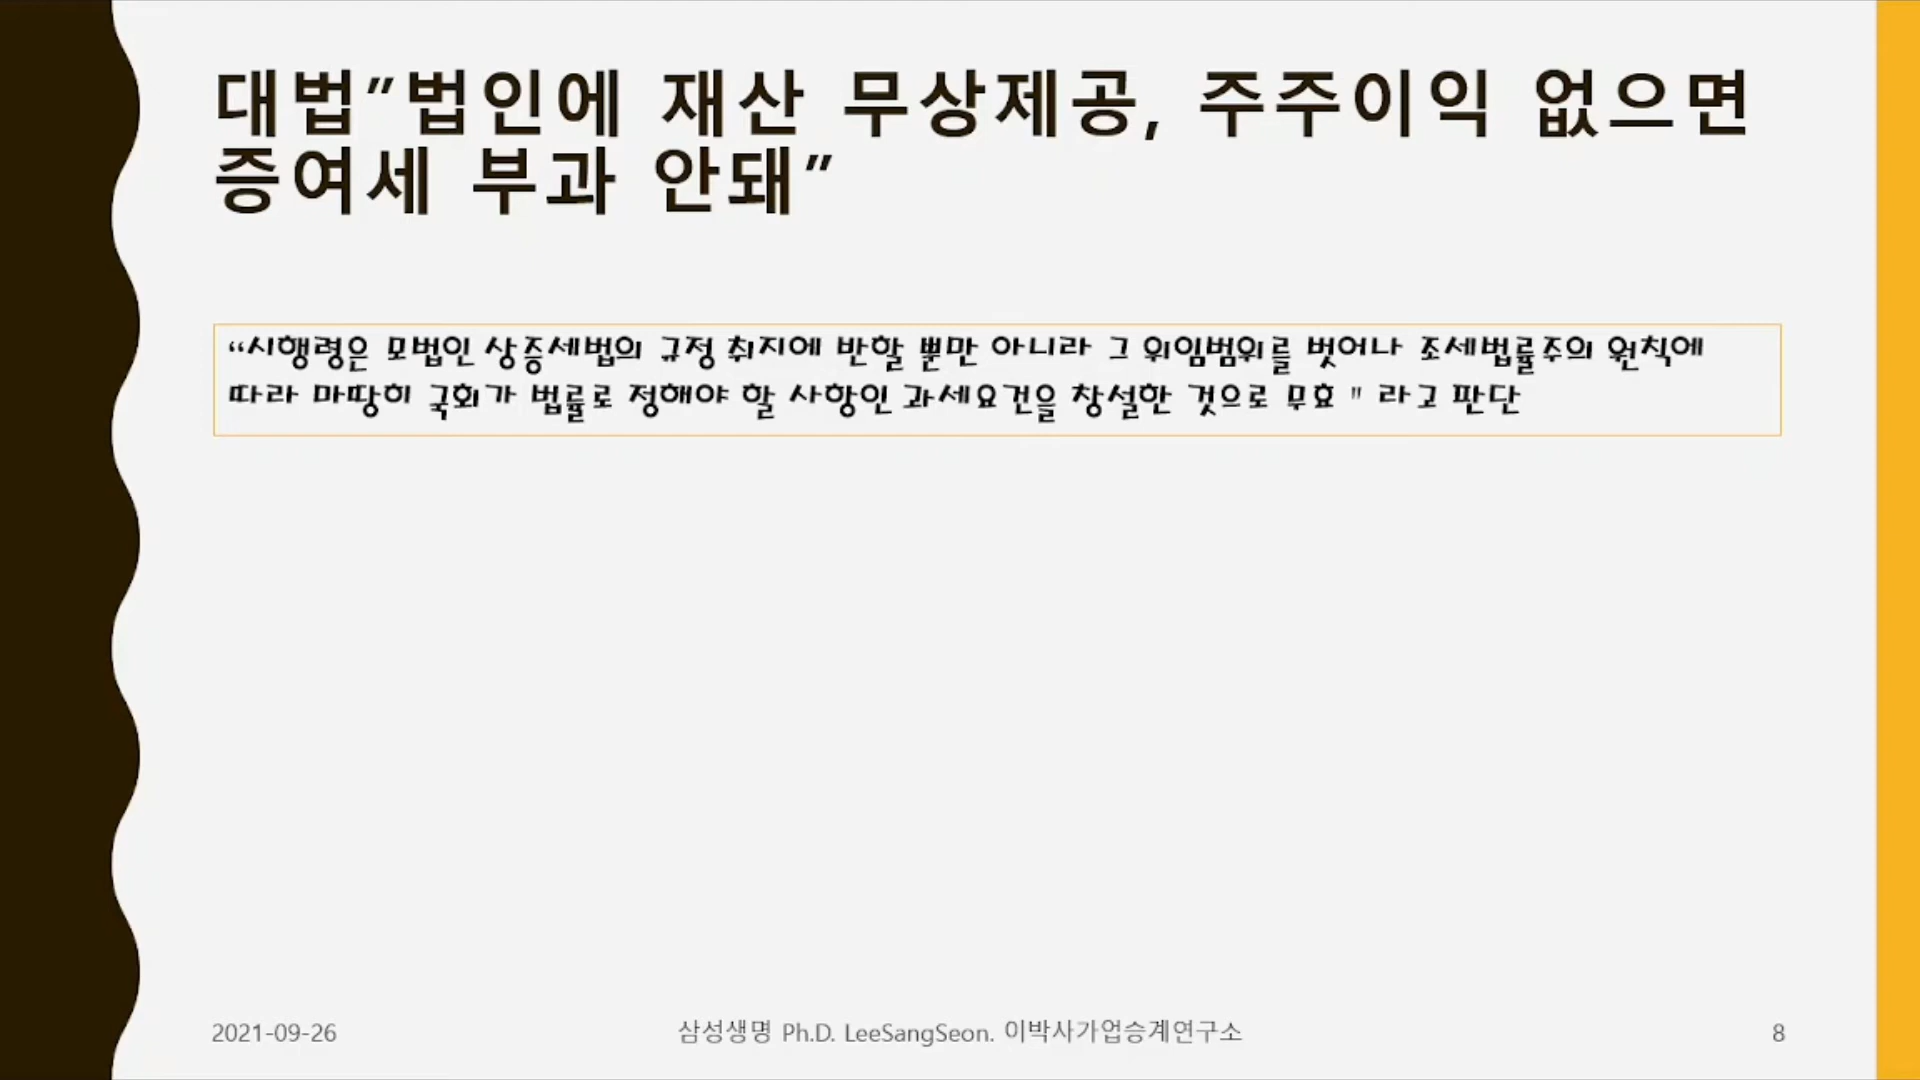 대법”법인에 재산 무상제공, 주주이익 없으면
증여세 부과 안돼”
“시행령은 모법인 상증세법의 규정 취지에 반할 뿐만 아니라 그 위임범위를 벗어나 조세법률주의 원칙에
따라 마땅히 국회가 법률로 정해야 할 사항인 과세요건을 창설한 것으로 무효 " 라고 판단
2021-09-26
삼성생명 Ph.D. LeeSangSeon. 이박사가업승계연구소
8